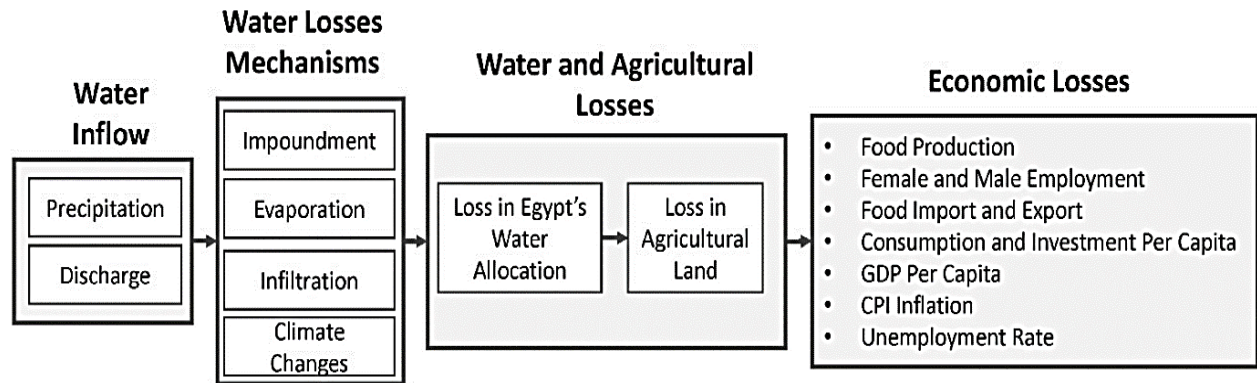 Water
Inflow
Precipitation
Discharge
Water Losses
Mechanisms
Impoundment
Evaporation
Infiltration
Climate
Changes
Water and Agricultural
Losses
Loss in Egypt's
Water
Allocation
Loss in
Agricultural
Land
Economic Losses
• Food Production
• Female and Male Employment
• Food Import and Export
• Consumption and Investment Per Capita
• GDP Per Capita
• CPI Inflation
• Unemployment Rate